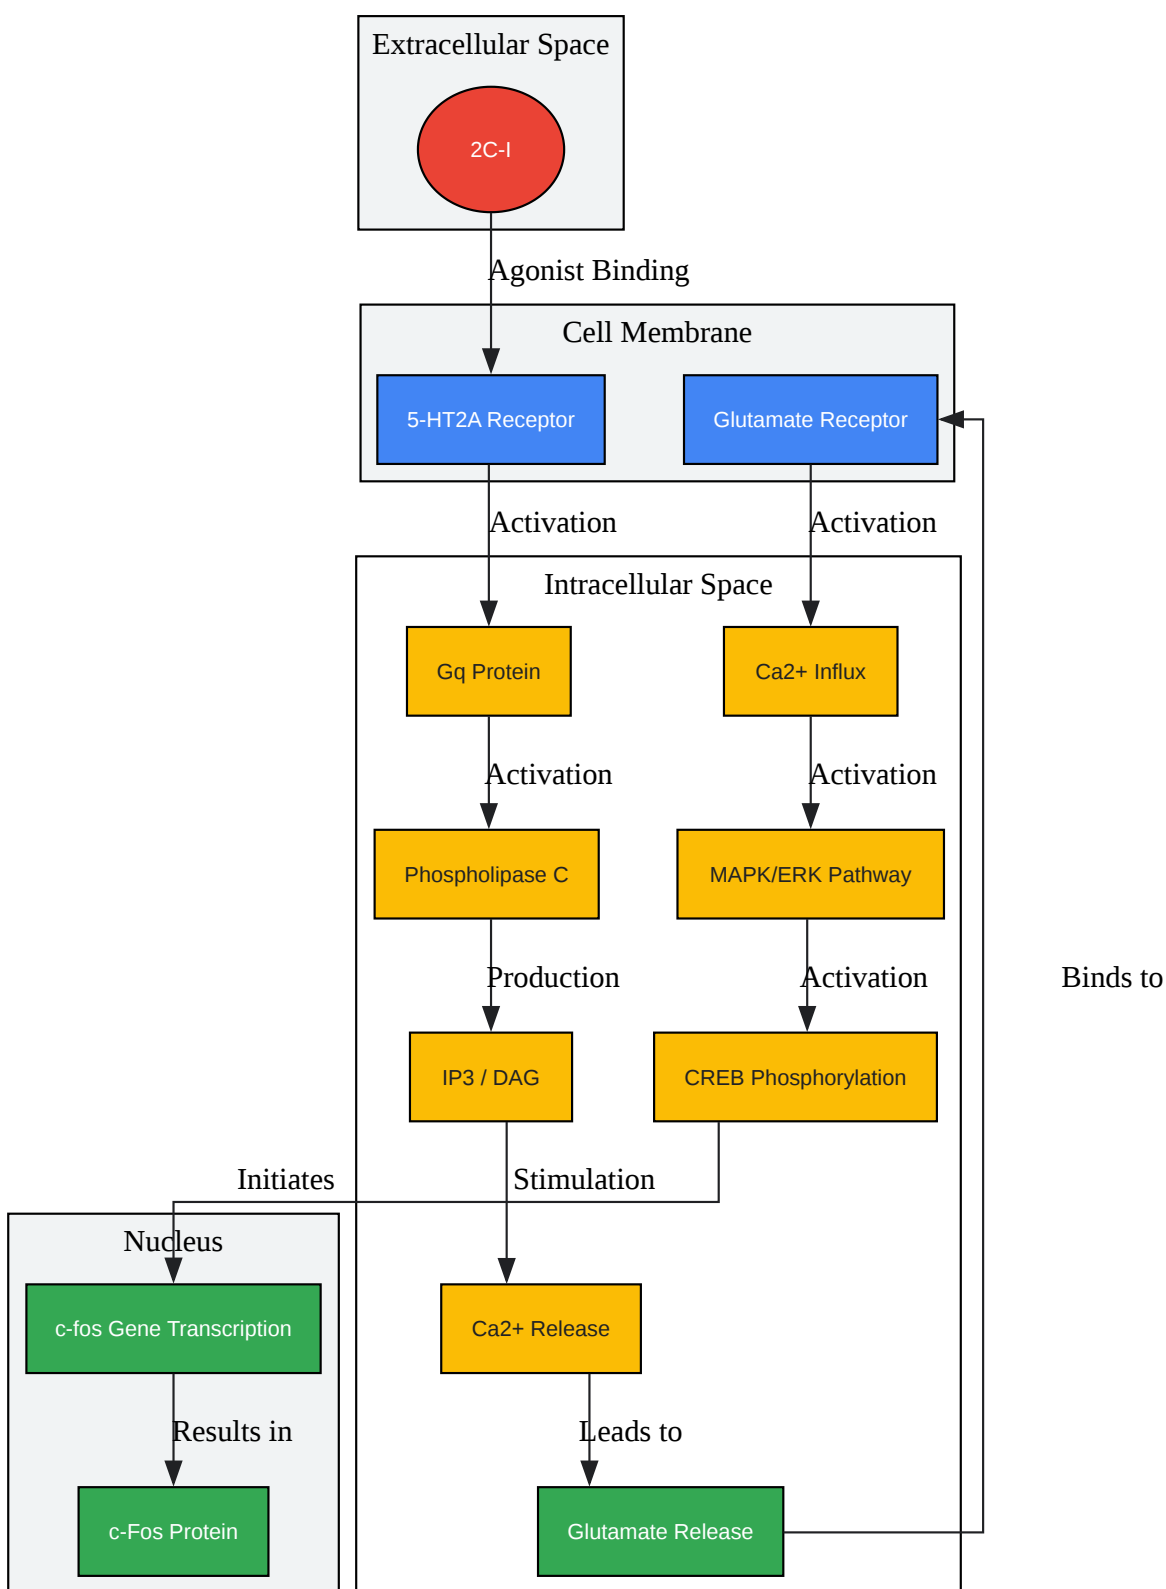 Extracellular Space
2C-I
Agonist Binding
Cell Membrane
5-HT2A Receptor
Glutamate Receptor
Activation
Activation
Intracellular Space
Gq Protein
Ca2+ Influx
Activation
Activation
Phospholipase C
MAPK/ERK Pathway
Production
Activation
Binds to
IP3 / DAG
CREB Phosphorylation
Initiates
Stimulation
Nucleus
c-fos Gene Transcription
Ca2+ Release
Results in
Leads to
c-Fos Protein
Glutamate Release